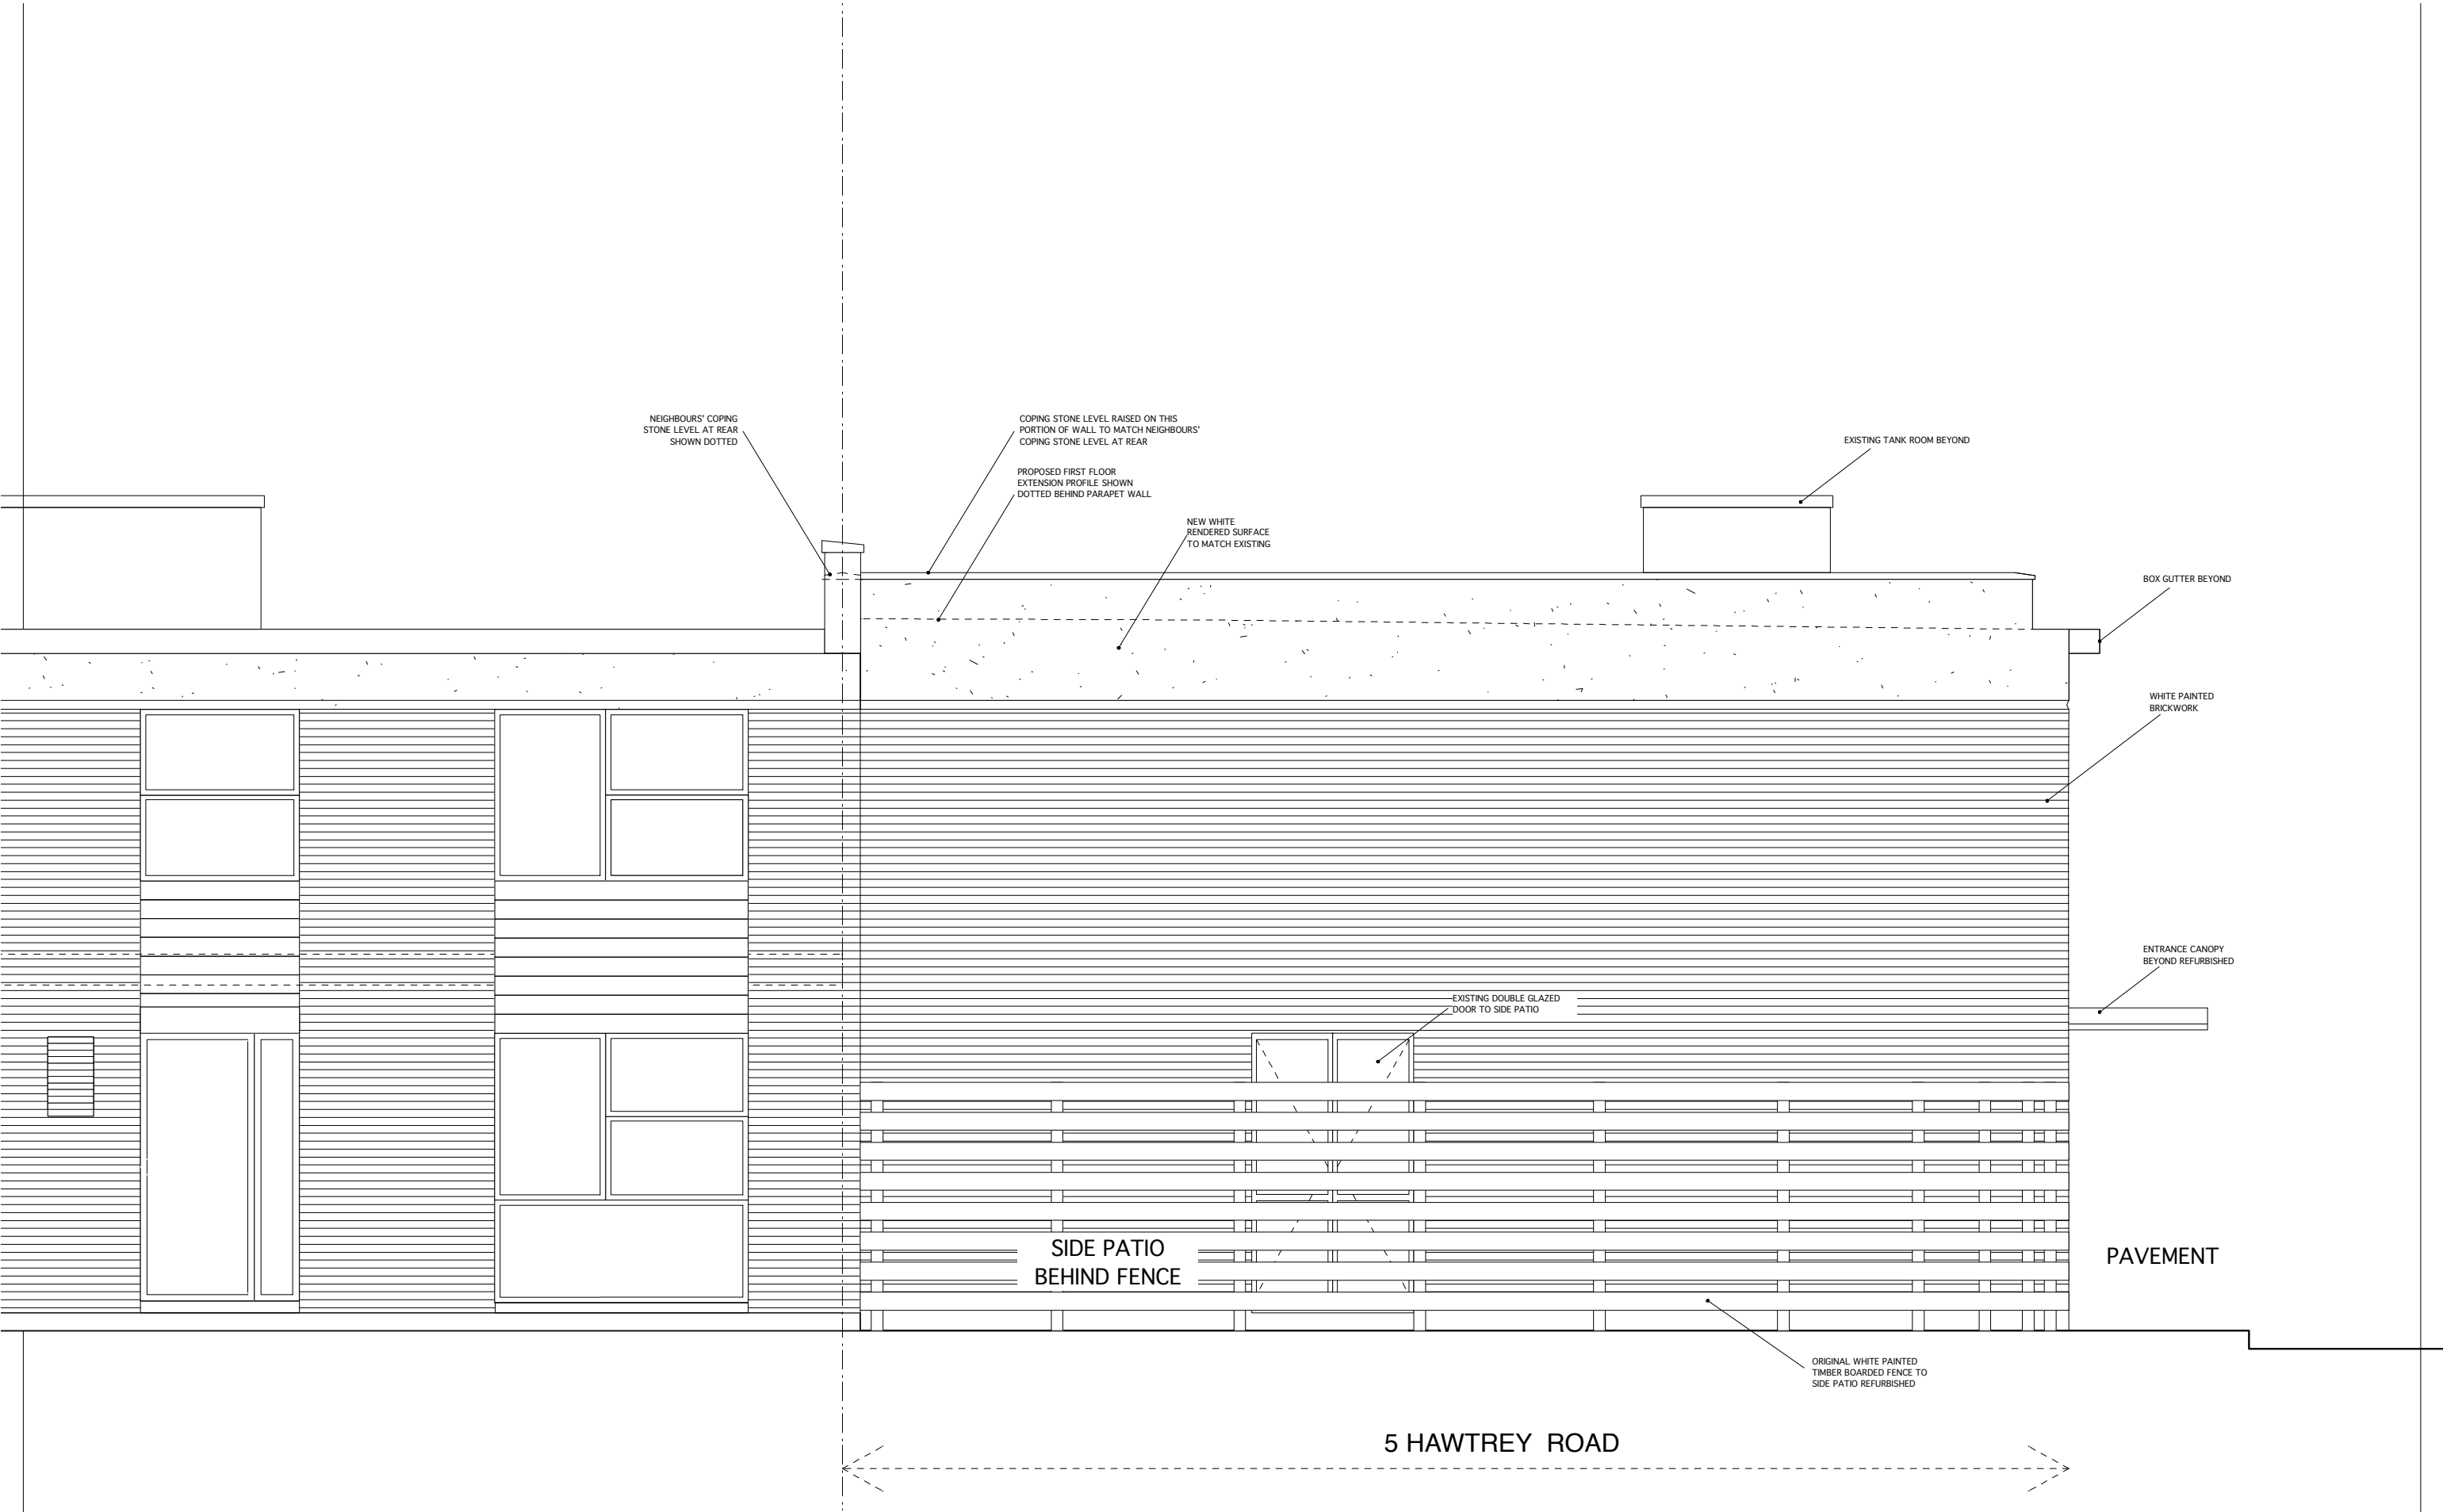 NEIGHBOURS' COPING
STONE LEVEL AT REAR
SHOWN DOTTED
COPING STONE LEVEL RAISED ON THIS
PORTION OF WALL TO MATCH NEIGHBOURS'
COPING STONE LEVEL AT REAR
PROPOSED FIRST FLOOR
EXTENSION PROFILE SHOWN
DOTTED BEHIND PARAPET WALL
NEW WHITE
RENDERED SURFACE
TO MATCH EXISTING
EXISTING TANK ROOM BEYOND
BOX GUTTER BEYOND
WHITE PAINTED
BRICKWORK
ENTRANCE CANOPY
BEYOND REFURBISHED
EXISTING DOUBLE GLAZED
DOOR TO SIDE PATIO
SIDE PATIO
BEHIND FENCE
PAVEMENT
ORIGINAL WHITE PAINTED
TIMBER BOARDED FENCE TO
SIDE PATIO REFURBISHED
5 HAWTREY ROAD